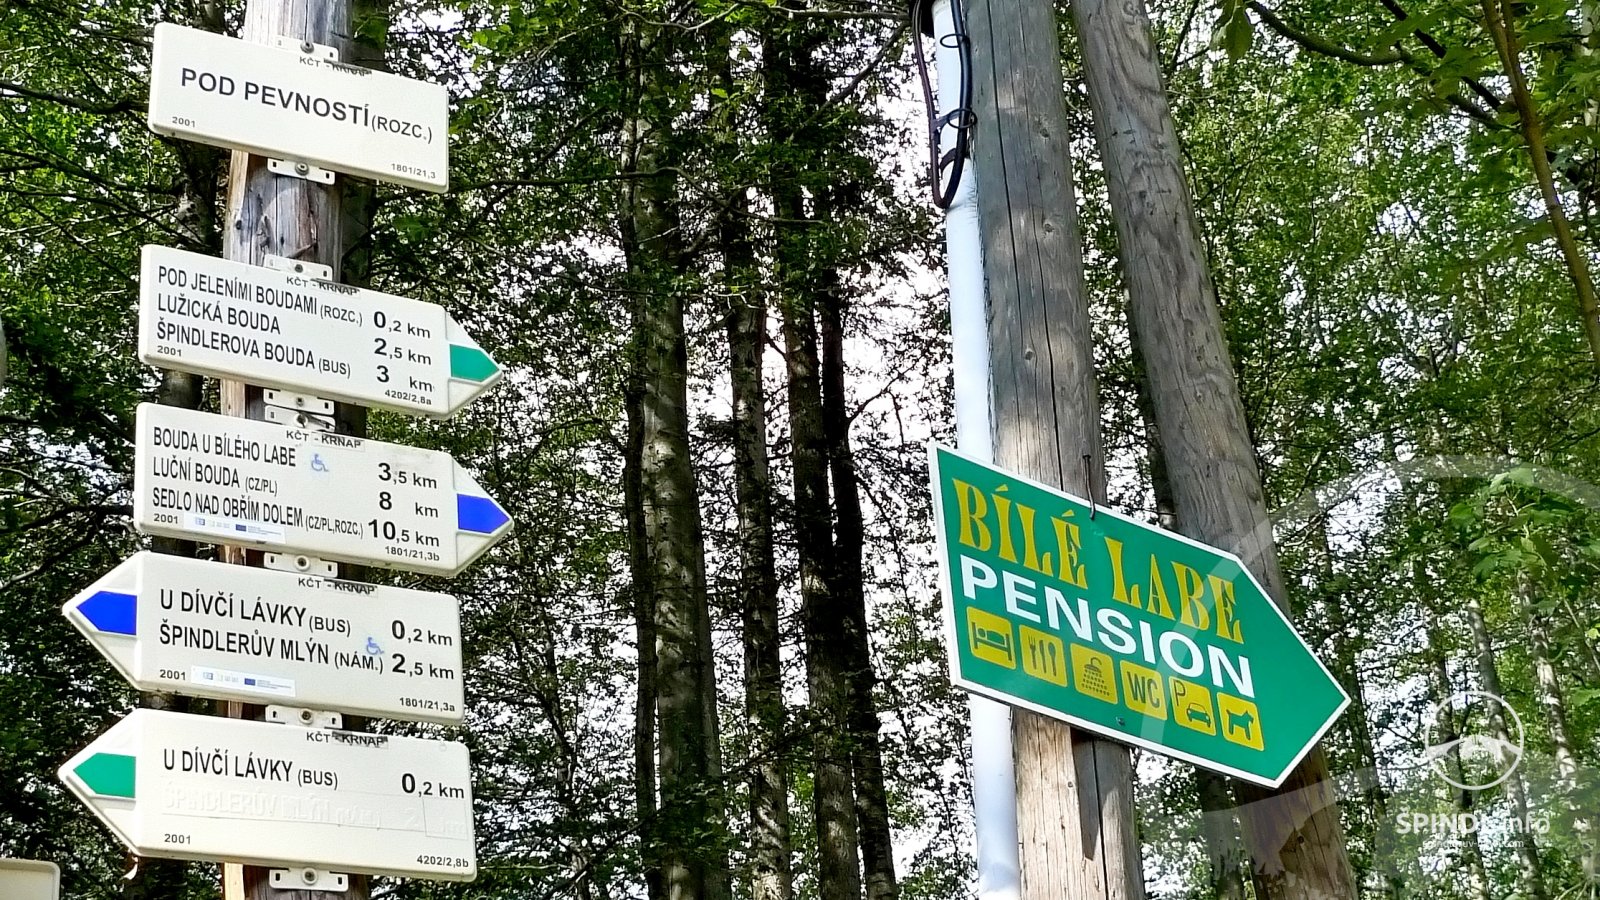 KČT - KRNAP
POD PEVNOSTÍ (ROZC.)
2001
1801/21,3
KČT - KRNAP
POD JELENÍMI BOUDAMI (ROZC.) 0,2 km
LUŽICKÁ BOUDA 2,5 km
ŠPINDLEROVA BOUDA (BUS) 3 km
2001
4202/2,8a
KČT - KRNAP
BOUDA U BÍLÉHO LABE 3,5 km
LUČNÍ BOUDA (CZ/PL) 8 km
SEDLO NAD OBŘÍM DOLEM (CZ/PL,ROZC.) 10,5 km
2001
1801/21,3b
KČT - KRNAP
U DÍVČÍ LÁVKY (BUS) 0,2 km
ŠPINDLERŮV MLÝN (NÁM.) 2,5 km
2001
1801/21,3a
KČT - KRNAP
U DÍVČÍ LÁVKY (BUS) 0,2 km
ŠPINDLERŮV MLÝN
2001
4202/2,8b
BÍLÉ LABE
PENSION
WC
P
SPINDL.info